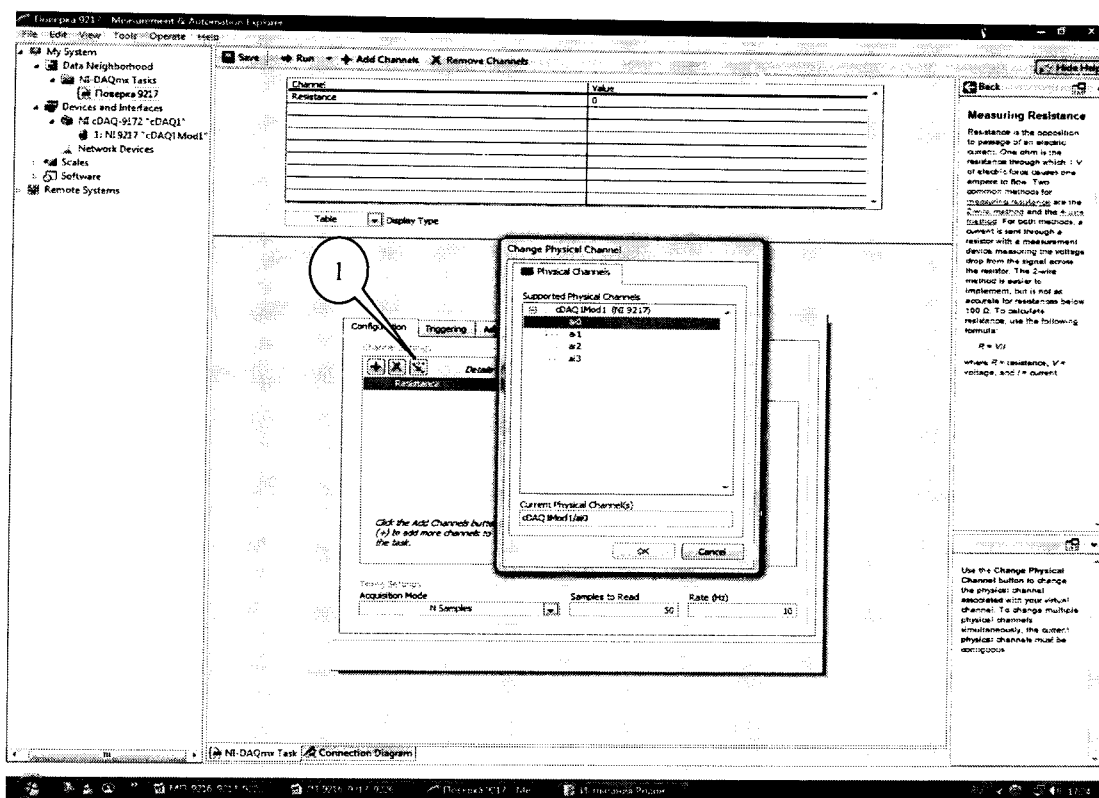 Поверка 9217 - Measurement & Automation Explorer
File Edit View Tools Operate Help
My System
Data Neighborhood
NI-DAQmx Tasks
Поверка 9217
Devices and Interfaces
NI cDAQ-9172 "cDAQ1"
1: NI 9217 "cDAQ1Mod1"
Network Devices
Scales
Software
Remote Systems
Save Run Add Channels Remove Channels
Hide Help
Channel Value
Resistance 0
Table Display Type
1
Configuration Triggering
Details
Resistance
Click the Add Channels
(+) to add more channels to
the task.
Timing Settings
Acquisition Mode Samples to Read Rate (Hz)
N Samples 50 10
Change Physical Channel
Physical Channels
Supported Physical Channels
cDAQ1Mod1 (NI 9217)
ai0
ai1
ai2
ai3
Current Physical Channel(s)
OK Cancel
NI-DAQmx Task Connection Diagram
Back
Measuring Resistance
Resistance is the opposition
to passage of an electric
current. One ohm is the
resistance through which 1 V
of electric force causes one
ampere to flow. Two
common methods for
measuring resistance are the
2-wire method and the 4-wire
method. For both methods, a
current is sent through a
resistor with a measurement
device measuring the voltage
drop from the signal across
the resistor. The 2-wire
method is easier to
implement, but is not as
accurate for resistances below
100 Ω. To calculate
resistance, use the following
formula:
R = V/I
where R = resistance, V =
voltage, and I = current
Use the Change Physical
Channel button to change
the physical channel
associated with your virtual
channel. To change multiple
physical channels
simultaneously, the current
physical channels must be
contiguous
17:24